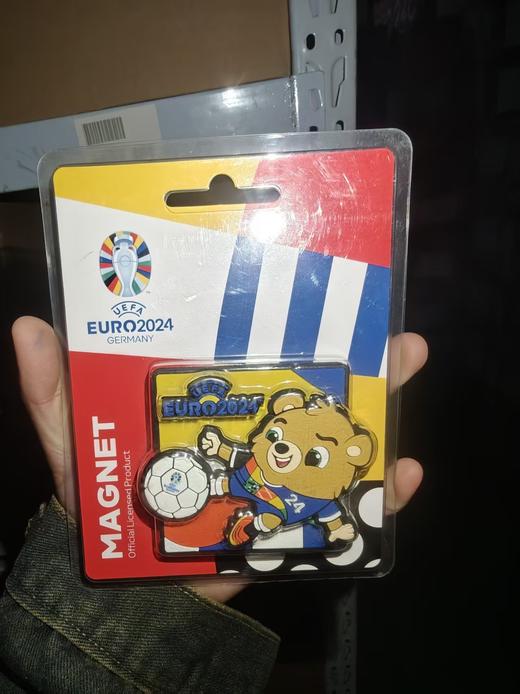 UEFA
EURO2024
GERMANY
UEFA
EURO2024
24
MAGNET
Official Licensed Product